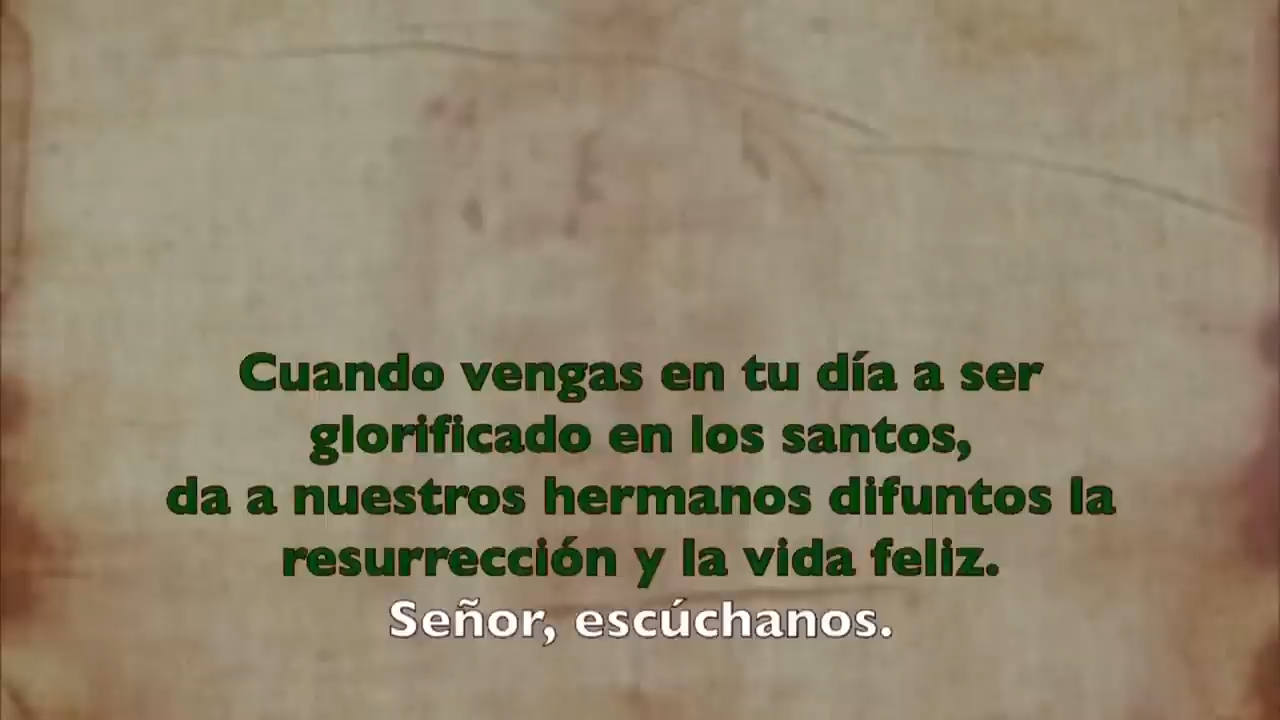 Cuando vengas en tu día a ser
glorificado en los santos,
da a nuestros hermanos difuntos la
resurrección y la vida feliz.
Señor, escúchanos.